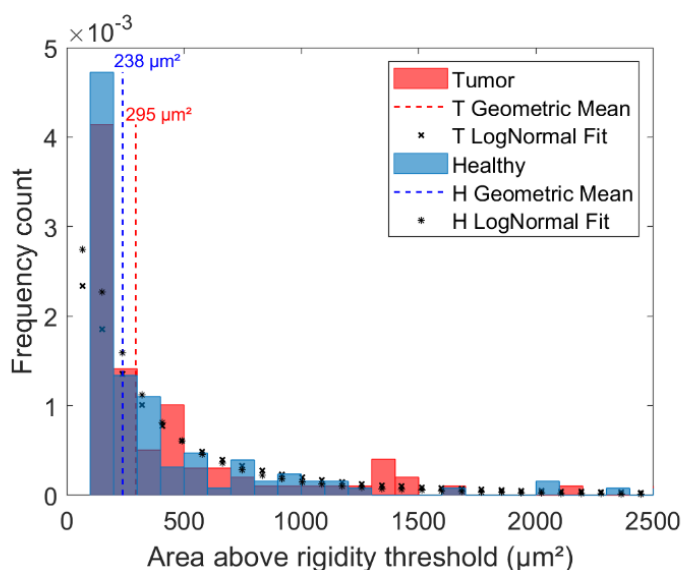 ×10⁻³
5
4
3
2
1
0
Frequency count
238 µm²
295 µm²
Tumor
T Geometric Mean
T LogNormal Fit
Healthy
H Geometric Mean
H LogNormal Fit
0 500 1000 1500 2000 2500
Area above rigidity threshold (µm²)